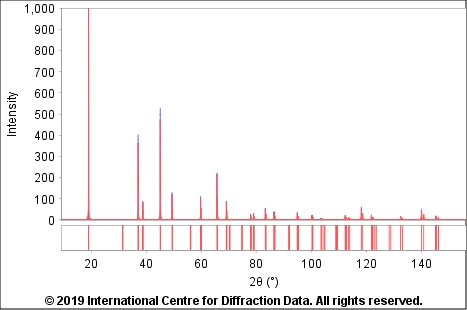 1,000
900
800
700
600
500
400
300
200
100
0
Intensity
20 40 60 80 100 120 140
2θ (°)
© 2019 International Centre for Diffraction Data. All rights reserved.